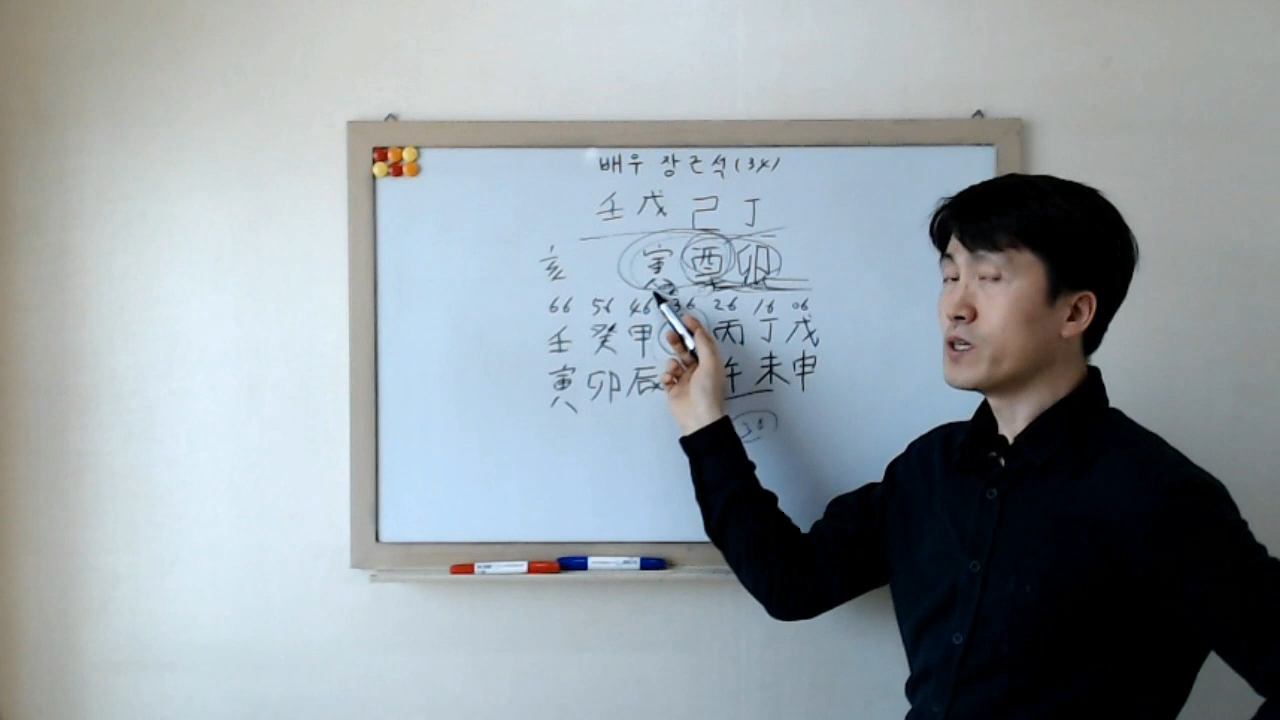 배우 장근석(34)
壬 戊 己 丁
亥 寅 酉 卯
66 56 46 36 26 16 06
壬 癸 甲 丙 丁 戊
寅 卯 辰 午 未 申